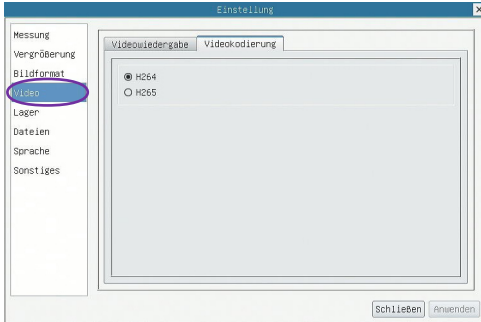 Einstellung
Messung
Vergrößerung
Bildformat
Video
Lager
Dateien
Sprache
Sonstiges
Videowiedergabe
Videokodierung
H264
H265
Schließen
Anwenden